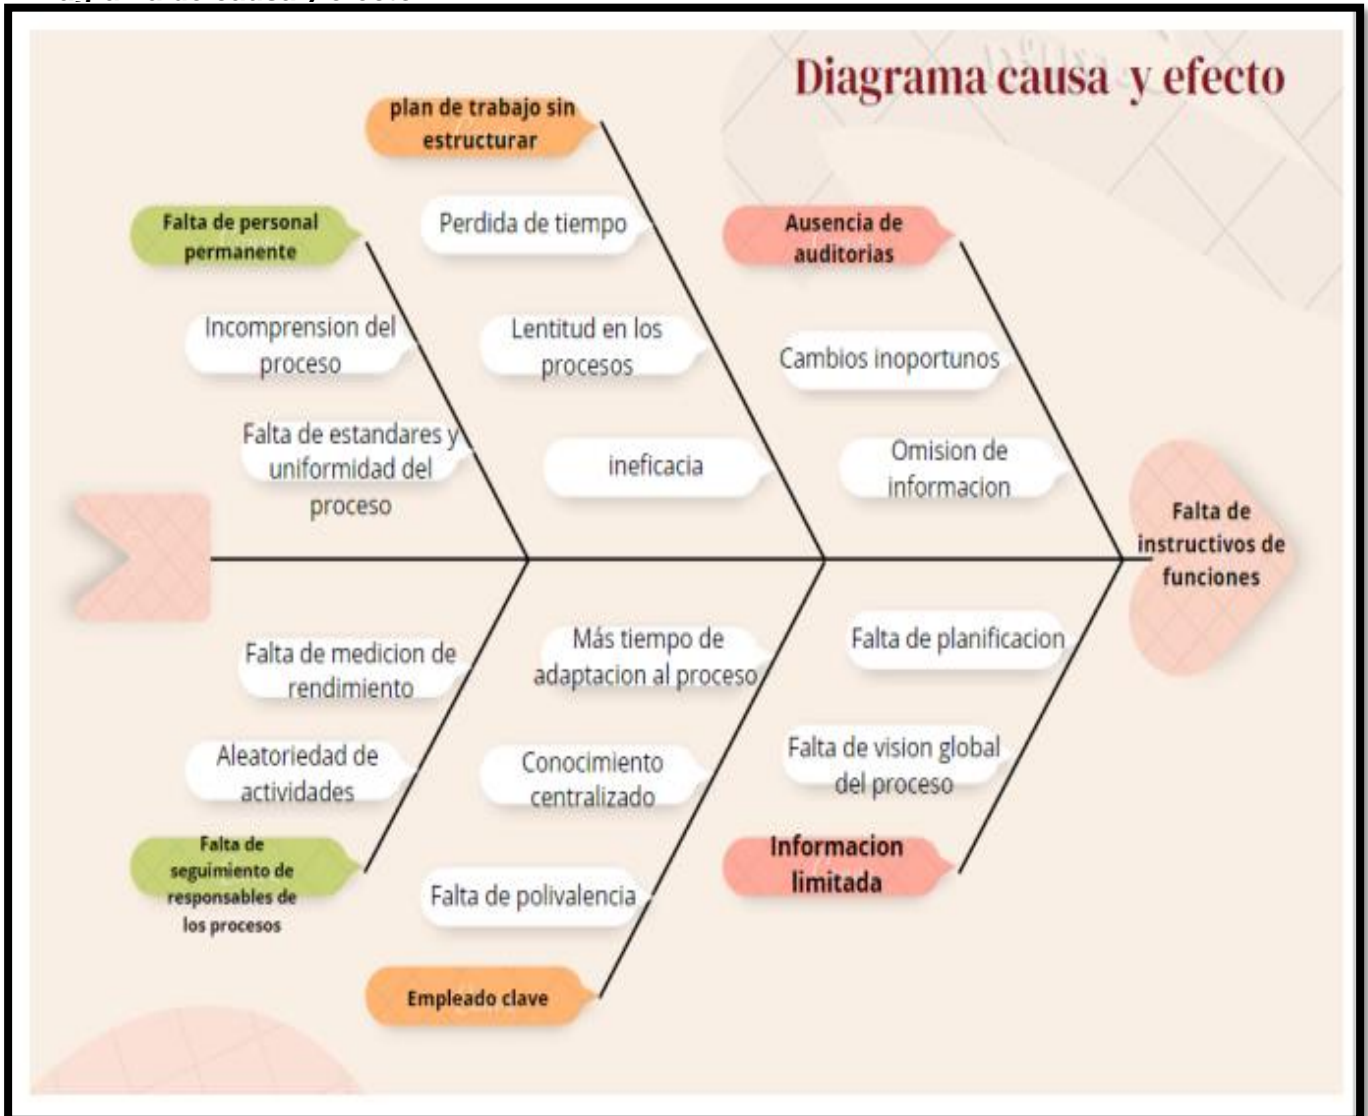 Diagrama causa y efecto
plan de trabajo sin
estructurar
Perdida de tiempo
Lentitud en los
procesos
ineficacia
Falta de personal
permanente
Incomprension del
proceso
Falta de estandares y
uniformidad del
proceso
Ausencia de
auditorias
Cambios inoportunos
Omision de
informacion
Falta de
instructivos de
funciones
Falta de medicion de
rendimiento
Aleatoriedad de
actividades
Falta de
seguimiento de
responsables de
los procesos
Más tiempo de
adaptacion al proceso
Conocimiento
centralizado
Falta de polivalencia
Empleado clave
Falta de planificacion
Falta de vision global
del proceso
Informacion
limitada